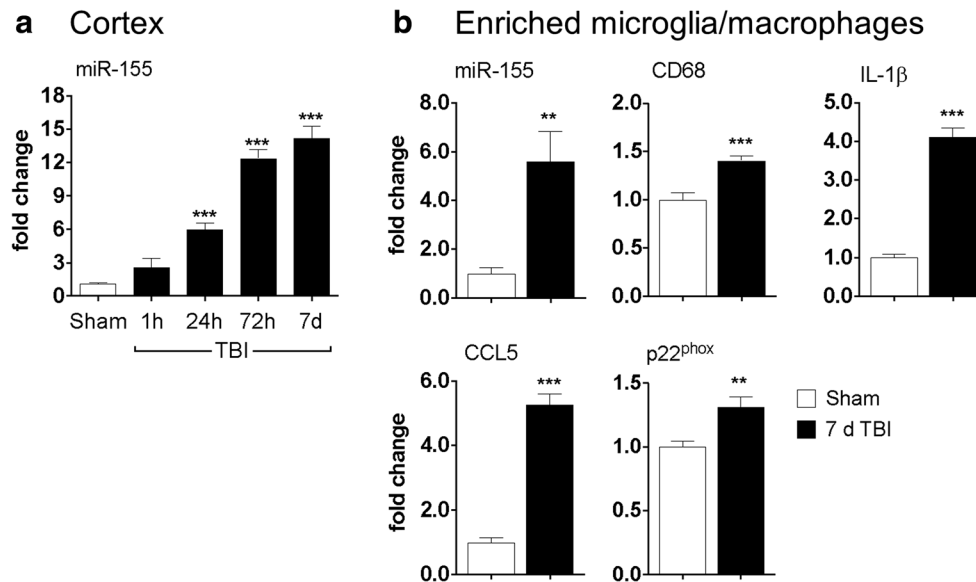 a Cortex
miR-155
fold change
18
15
12
9
6
3
0
***
***
***
***
Sham 1h 24h 72h 7d
TBI
b Enriched microglia/macrophages
miR-155
fold change
8.0
6.0
4.0
2.0
0.0
**
CD68
2.0
1.5
1.0
0.5
0.0
***
IL-1β
5.0
4.0
3.0
2.0
1.0
0.0
***
CCL5
fold change
6.0
4.0
2.0
0.0
***
p22phox
1.5
1.0
0.5
0.0
**
Sham
7 d TBI